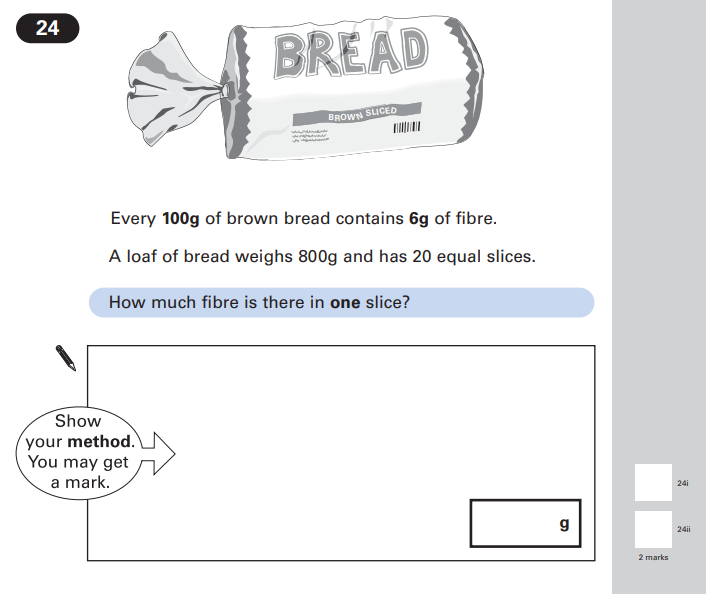 24
BREAD
BROWN SLICED
Every 100g of brown bread contains 6g of fibre.
A loaf of bread weighs 800g and has 20 equal slices.
How much fibre is there in one slice?
Show
your method.
You may get
a mark.
g
24i
24ii
2 marks